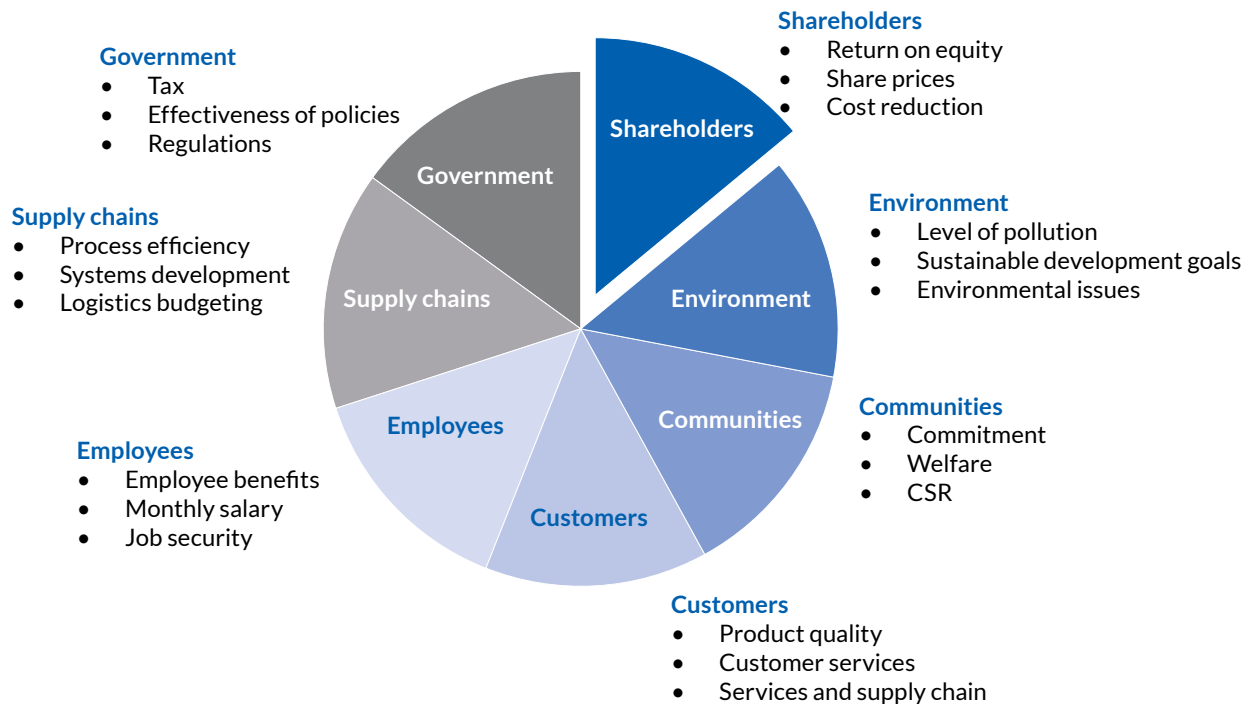 Shareholders
• Return on equity
• Share prices
• Cost reduction
Government
• Tax
• Effectiveness of policies
• Regulations
Shareholders
Government
Environment
• Level of pollution
• Sustainable development goals
• Environmental issues
Supply chains
• Process efficiency
• Systems development
• Logistics budgeting
Supply chains
Environment
Communities
• Commitment
• Welfare
• CSR
Communities
Employees
Employees
• Employee benefits
• Monthly salary
• Job security
Customers
Customers
• Product quality
• Customer services
• Services and supply chain